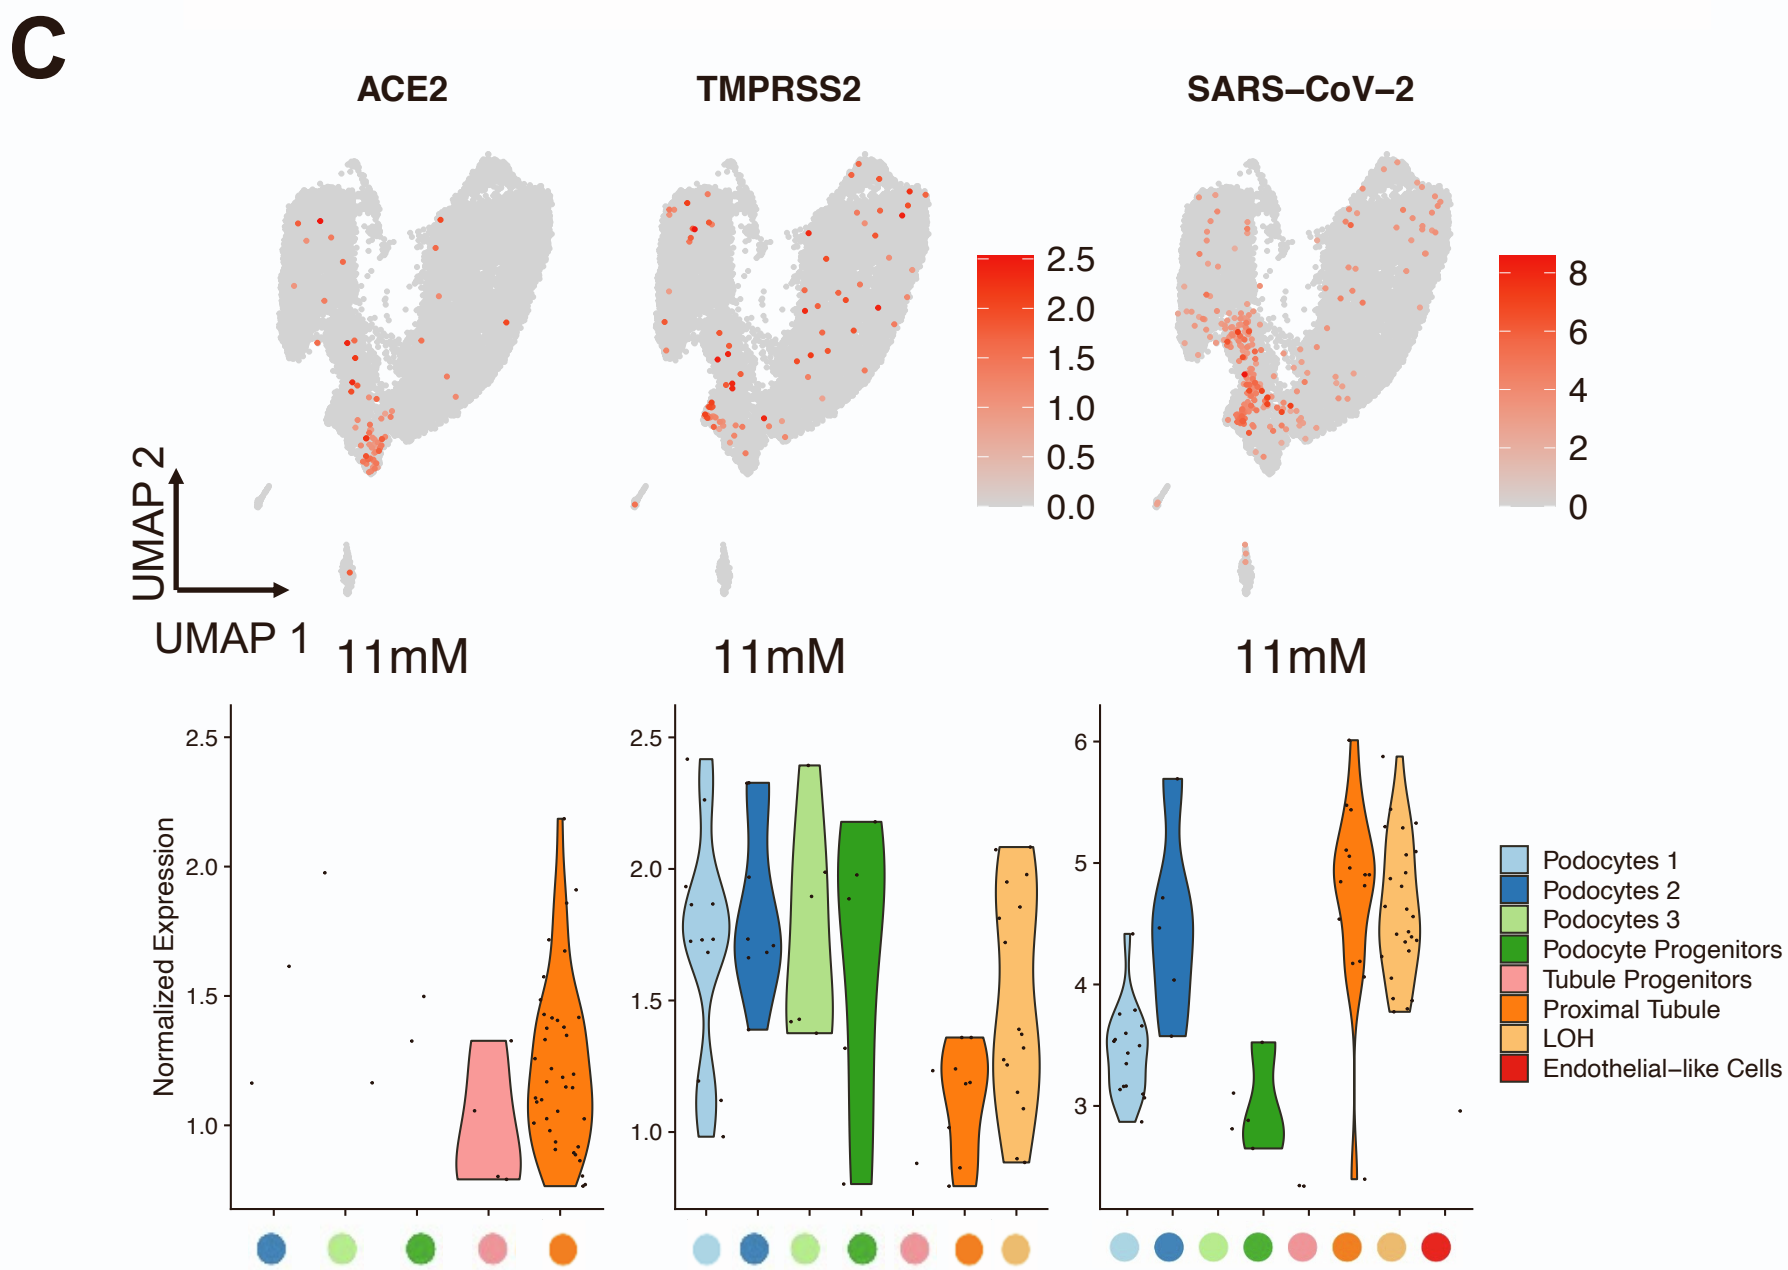 C
ACE2
TMPRSS2
SARS–CoV–2
2.5
2.0
1.5
1.0
0.5
0.0
8
6
4
2
0
UMAP 2
UMAP 1
11mM
11mM
11mM
Normalized Expression
2.5
2.0
1.5
1.0
2.5
2.0
1.5
1.0
6
5
4
3
Podocytes 1
Podocytes 2
Podocytes 3
Podocyte Progenitors
Tubule Progenitors
Proximal Tubule
LOH
Endothelial–like Cells